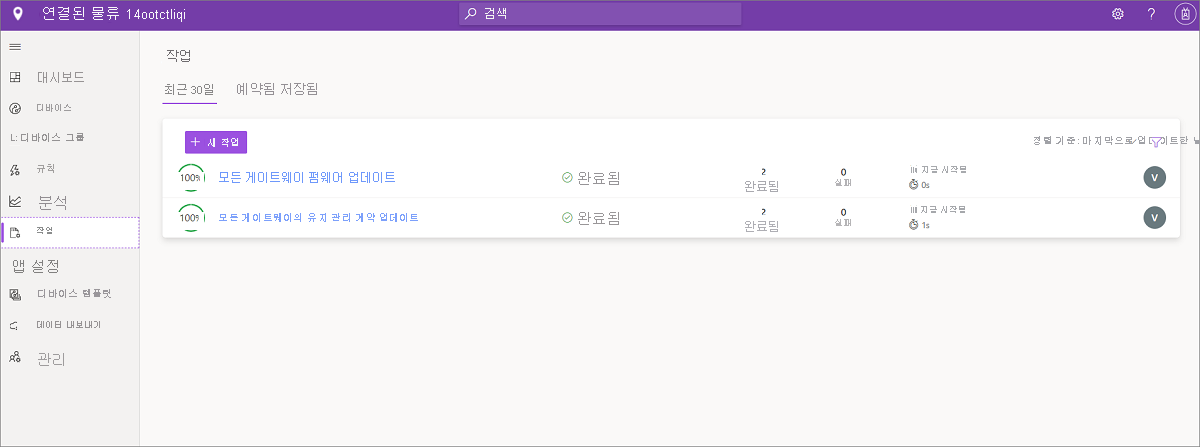 연결된 물류 14ootctliqi
검색
?
대시보드
디바이스
L: 디바이스 그룹
규칙
분석
작업
앱 설정
디바이스 템플릿
데이터 내보내기
관리
작업
최근 30일 예약됨 저장됨
+ 새 작업
정렬 기준: 마지막으로 업데이트한
100% 모든 게이트웨이 펌웨어 업데이트 완료됨 2 완료됨 0 실패 지금 시작됨 0s V
100% 모든 게이트웨이의 유지 관리 계약 업데이트 완료됨 2 완료됨 0 실패 지금 시작됨 1s V